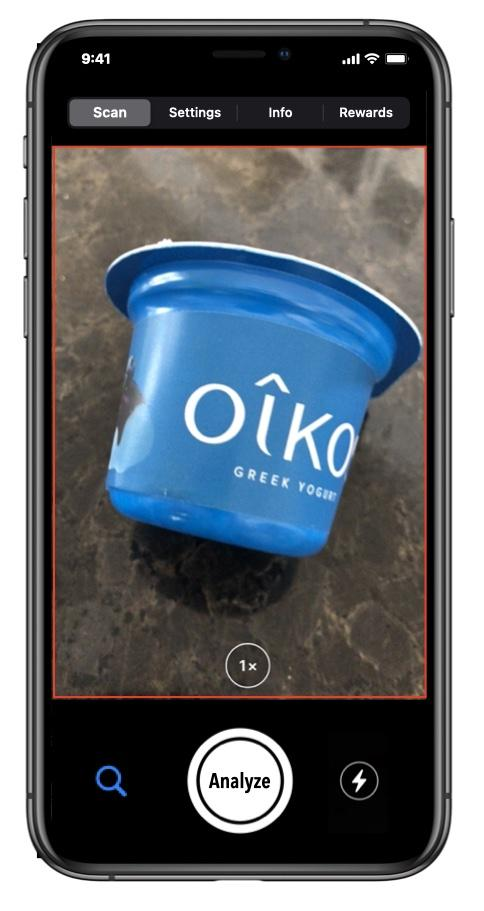 9:41
Scan Settings Info Rewards
OÎKO
GREEK YOGURT
1×
Analyze